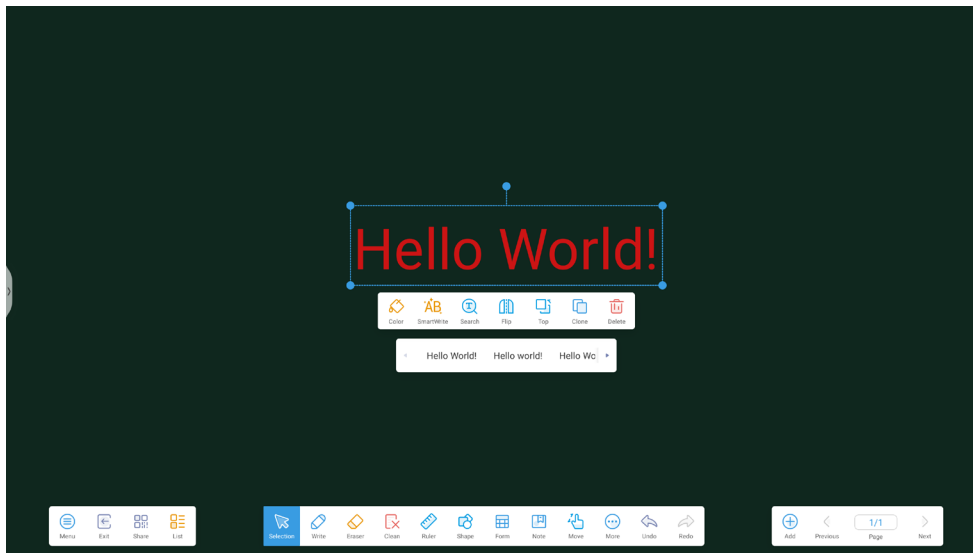 Hello World!
Color SmartWrite Search Flip Top Clone Delete
Hello World! Hello world! Hello Wo
Menu Exit Share List Selection Write Eraser Clean Ruler Shape Form Note Move More Undo Redo Add Previous 1/1 Page Next